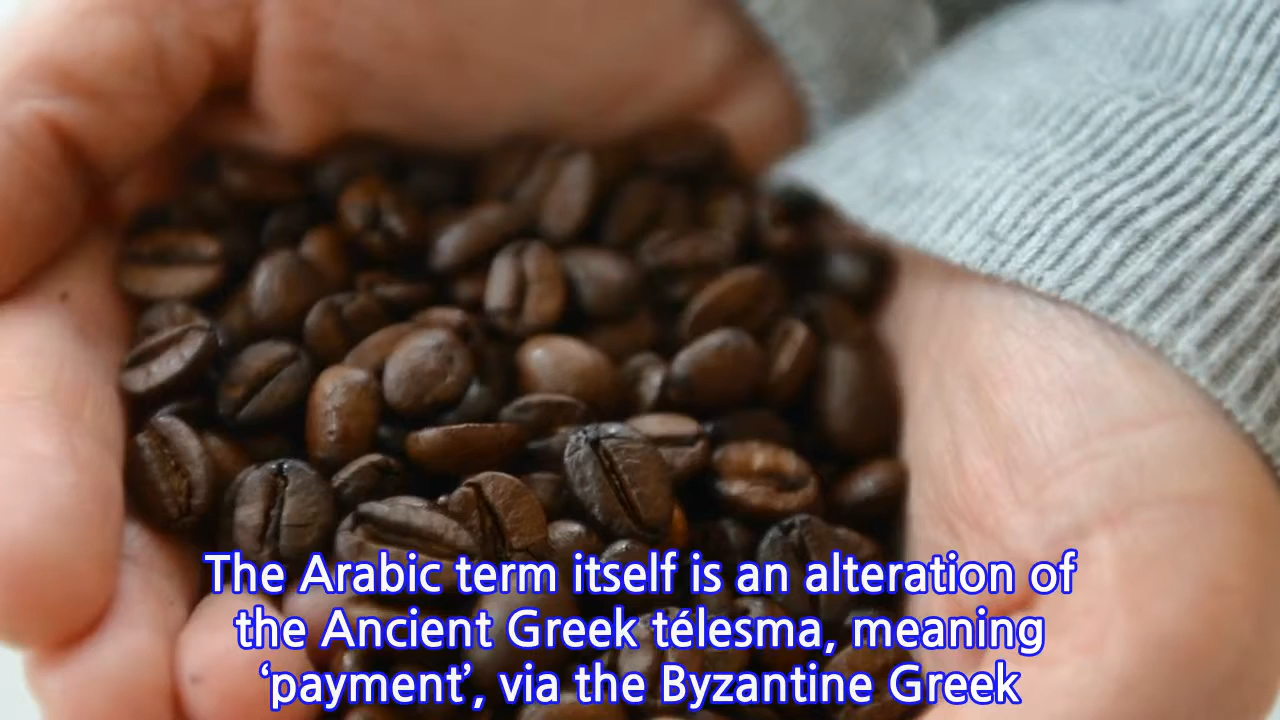 The Arabic term itself is an alteration of
the Ancient Greek télesma, meaning
‘payment’, via the Byzantine Greek